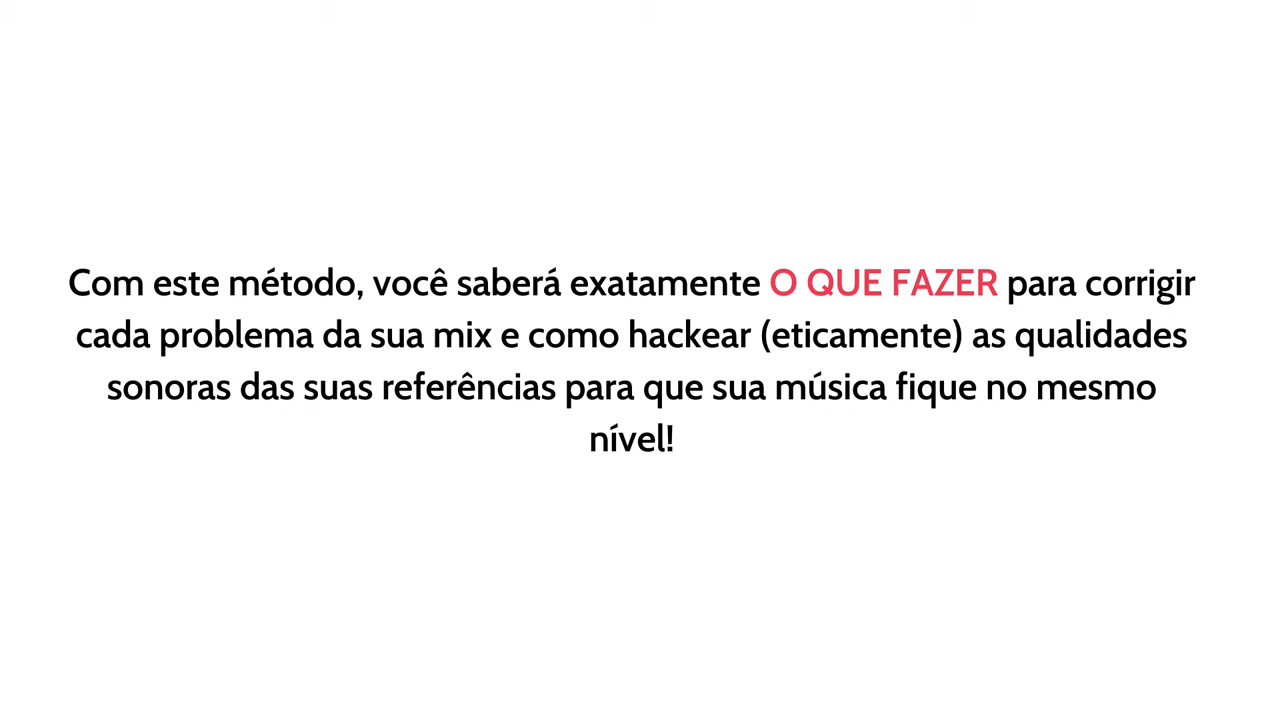 Com este método, você saberá exatamente O QUE FAZER para corrigir
cada problema da sua mix e como hackear (eticamente) as qualidades
sonoras das suas referências para que sua música fique no mesmo
nível!